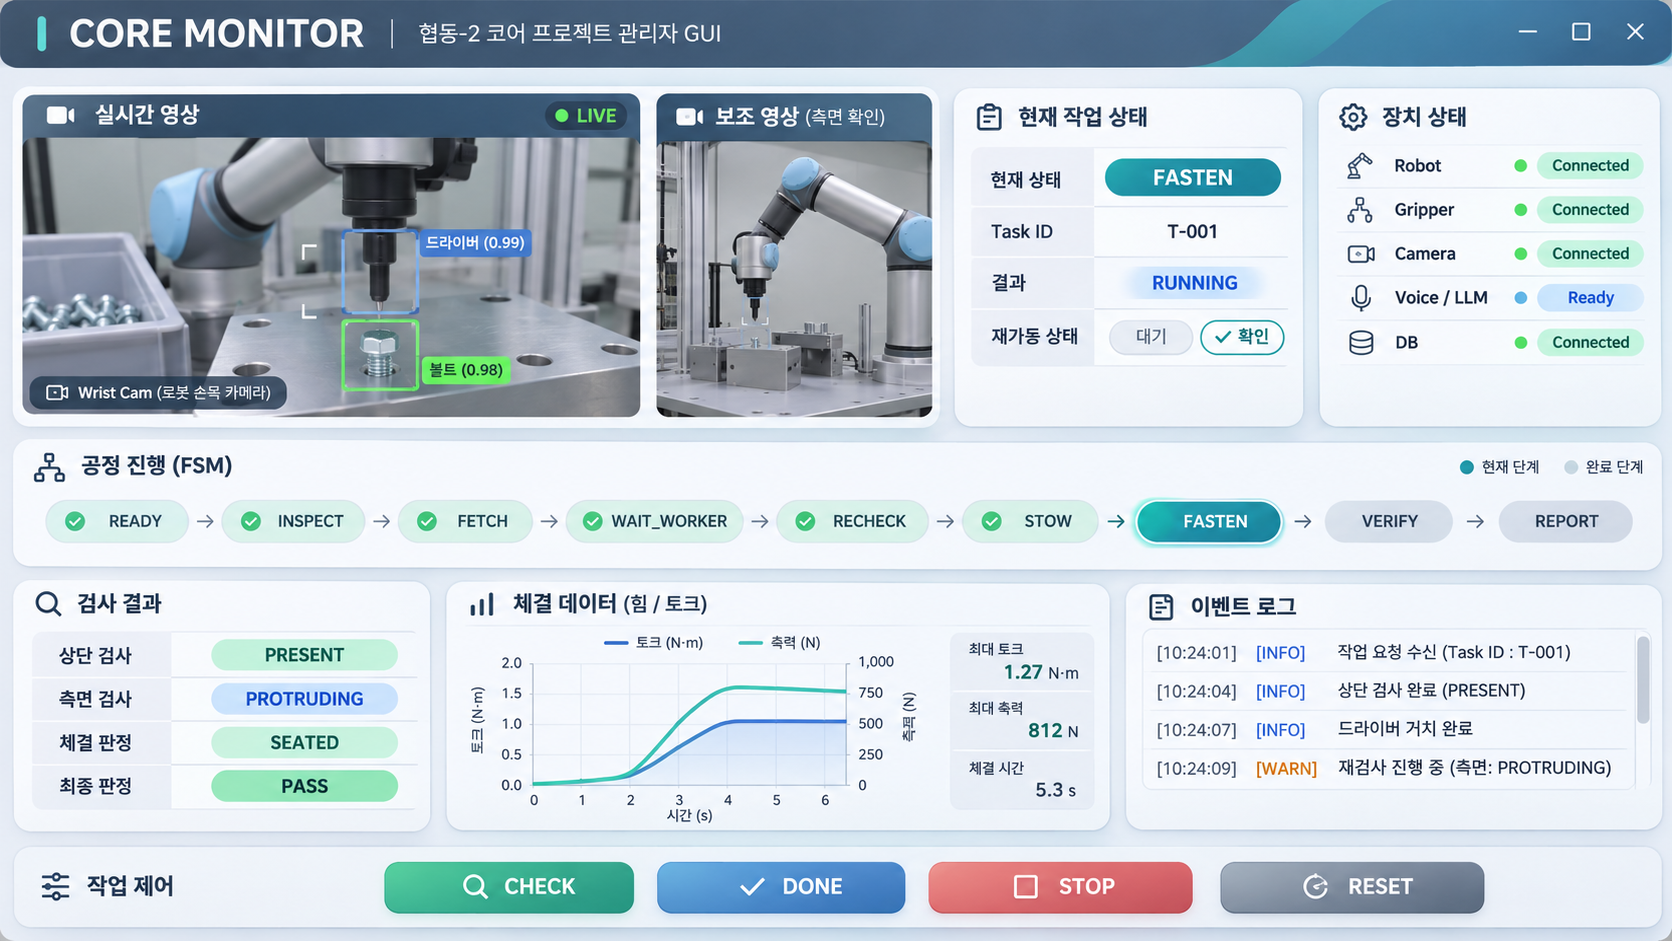 CORE MONITOR
협동-2 코어 프로젝트 관리자 GUI
실시간 영상
LIVE
드라이버 (0.99)
볼트 (0.98)
Wrist Cam (로봇 손목 카메라)
보조 영상 (측면 확인)
현재 작업 상태
현재 상태 FASTEN
Task ID T-001
결과 RUNNING
재가동 상태 대기 확인
장치 상태
Robot Connected
Gripper Connected
Camera Connected
Voice / LLM Ready
DB Connected
공정 진행 (FSM)
현재 단계 완료 단계
READY INSPECT FETCH WAIT_WORKER RECHECK STOW FASTEN VERIFY REPORT
검사 결과
상단 검사 PRESENT
측면 검사 PROTRUDING
체결 판정 SEATED
최종 판정 PASS
체결 데이터 (힘 / 토크)
토크 (N·m) 축력 (N)
토크 (N·m)
2.0
1.5
1.0
0.5
0.0
1,000
750
500
250
0
축력 (N)
0 1 2 3 4 5 6
시간 (s)
최대 토크
1.27 N·m
최대 축력
812 N
체결 시간
5.3 s
이벤트 로그
[10:24:01] [INFO] 작업 요청 수신 (Task ID : T-001)
[10:24:04] [INFO] 상단 검사 완료 (PRESENT)
[10:24:07] [INFO] 드라이버 거치 완료
[10:24:09] [WARN] 재검사 진행 중 (측면: PROTRUDING)
작업 제어
CHECK
DONE
STOP
RESET